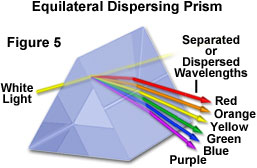 Equilateral Dispersing Prism
Figure 5
Separated
or
Dispersed
Wavelengths
White
Light
Red
Orange
Yellow
Green
Blue
Purple